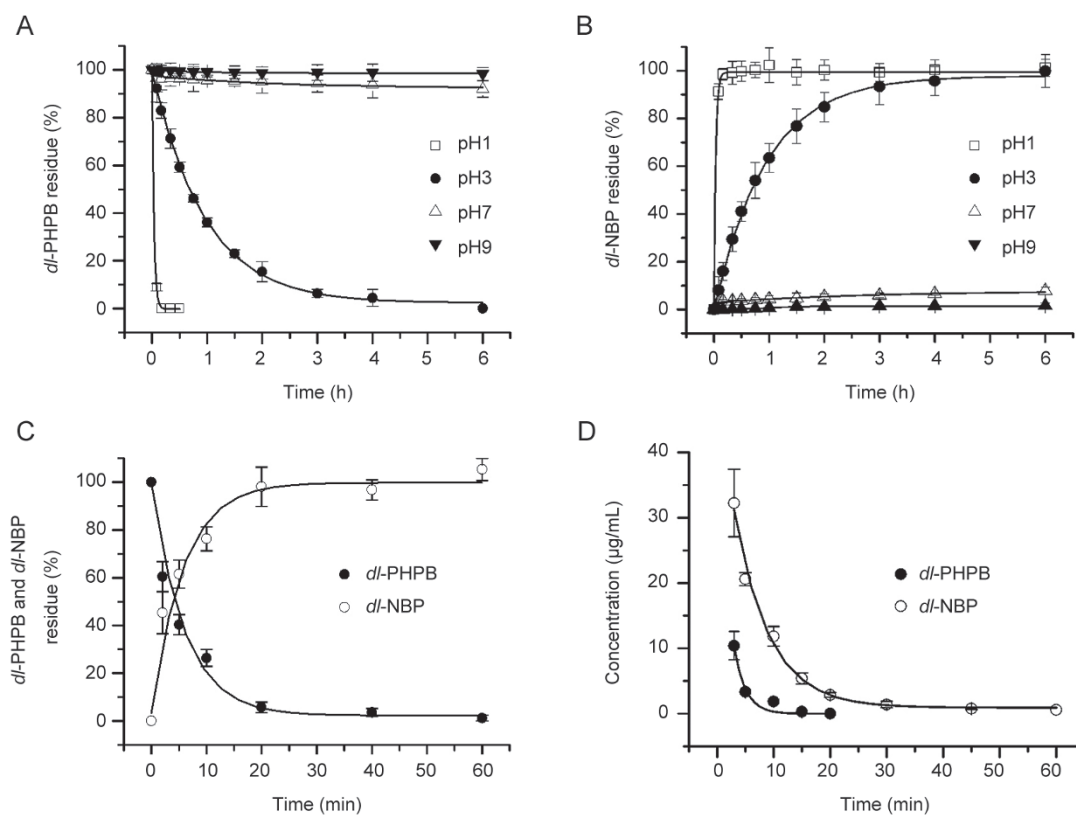 A
dl-PHPB residue (%)
100
80
60
40
20
0
0 1 2 3 4 5 6
Time (h)
pH1
pH3
pH7
pH9
B
dl-NBP residue (%)
100
80
60
40
20
0
0 1 2 3 4 5 6
Time (h)
pH1
pH3
pH7
pH9
C
dl-PHPB and dl-NBP
residue (%)
100
80
60
40
20
0
0 10 20 30 40 50 60
Time (min)
dl-PHPB
dl-NBP
D
Concentration (µg/mL)
40
30
20
10
0
0 10 20 30 40 50 60
Time (min)
dl-PHPB
dl-NBP